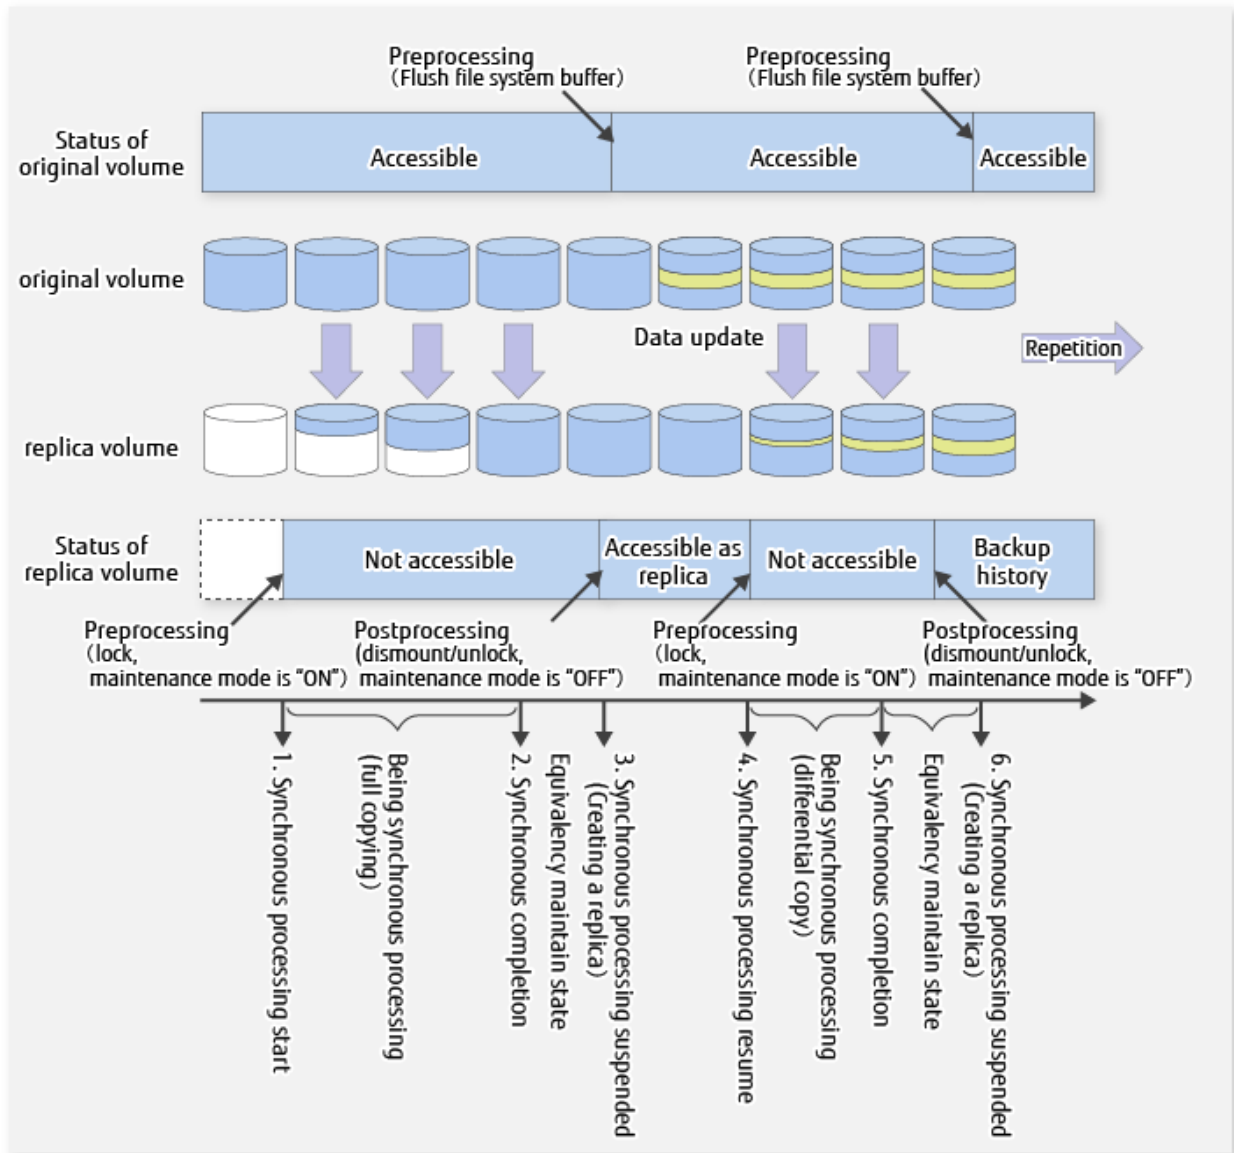 Preprocessing
(Flush file system buffer)
Preprocessing
(Flush file system buffer)
Status of
original volume
Accessible
Accessible
Accessible
original volume
Data update
Repetition
replica volume
Status of
replica volume
Not accessible
Accessible as
replica
Not accessible
Backup
history
Preprocessing
(lock,
maintenance mode is “ON”)
Postprocessing
(dismount/unlock,
maintenance mode is “OFF”)
Preprocessing
(lock,
maintenance mode is “ON”)
Postprocessing
(dismount/unlock,
maintenance mode is “OFF”)
1. Synchronous processing start
Being synchronous processing
(full copying)
2. Synchronous completion
Equivalency maintain state
3. Synchronous processing suspended
(Creating a replica)
4. Synchronous processing resume
Being synchronous processing
(differential copy)
5. Synchronous completion
Equivalency maintain state
6. Synchronous processing suspended
(Creating a replica)